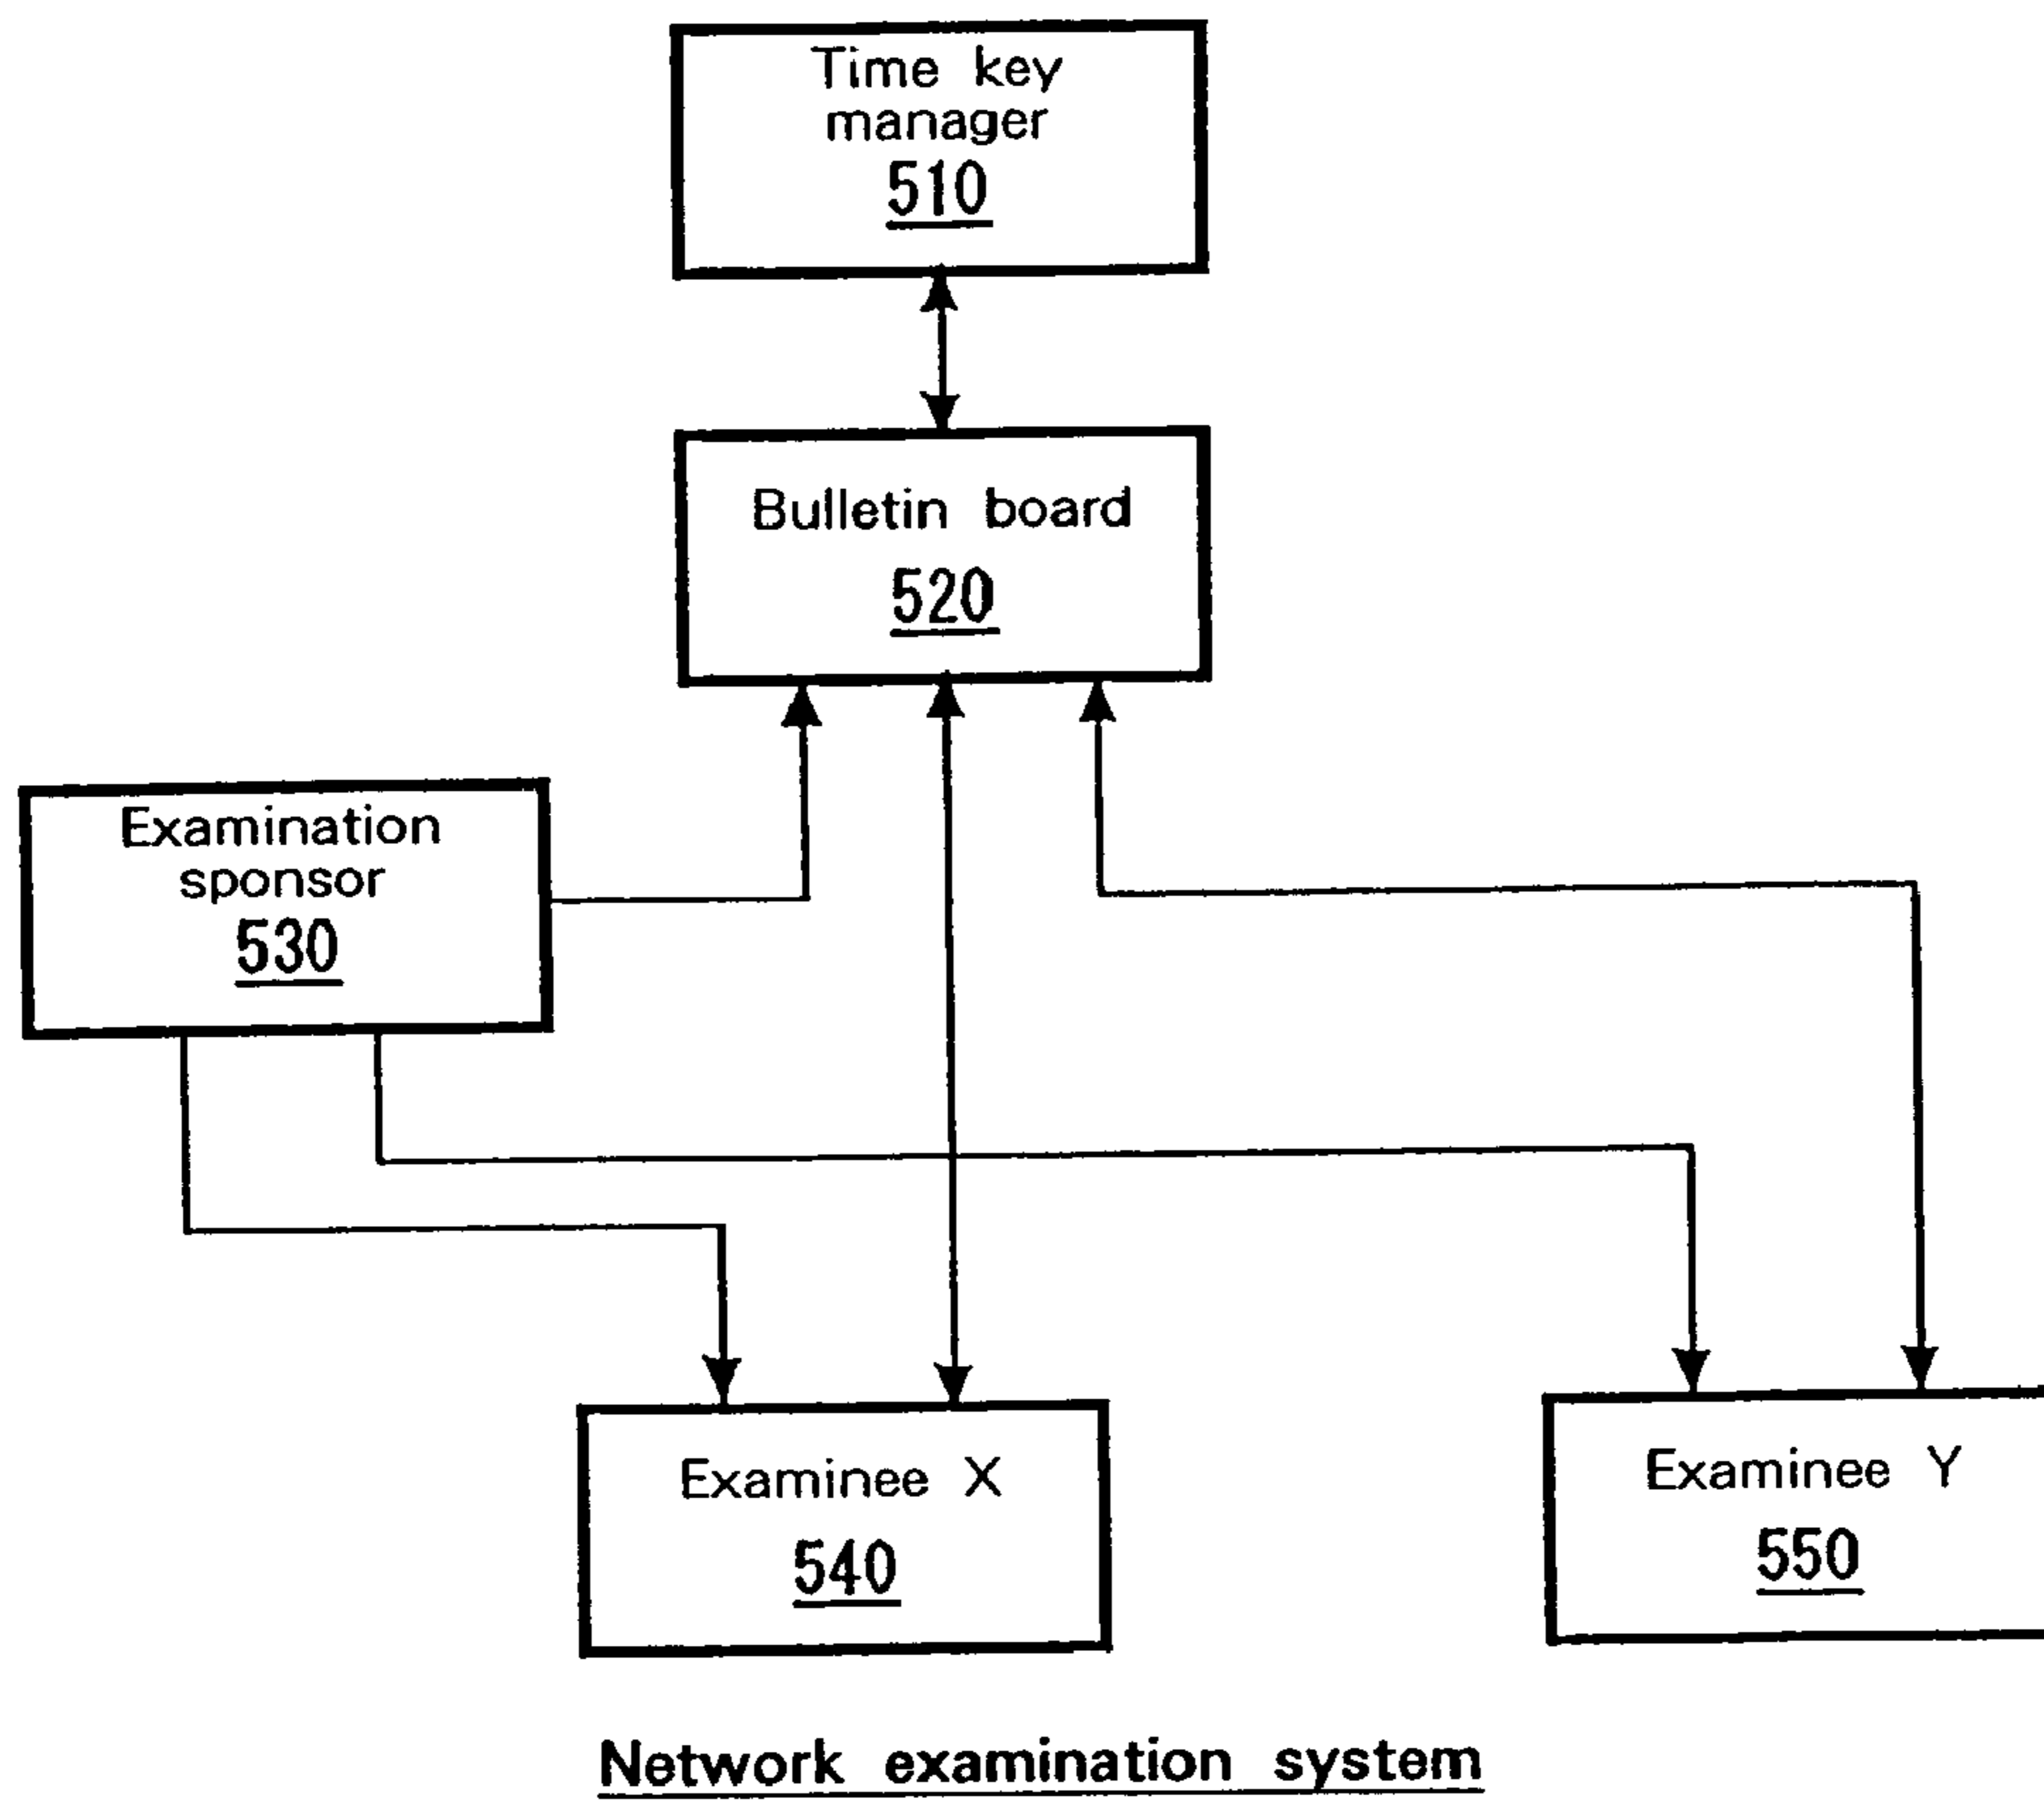 Time key
manager
510
Bulletin board
520
Examination
sponsor
530
Examinee X
540
Examinee Y
550
Network examination system